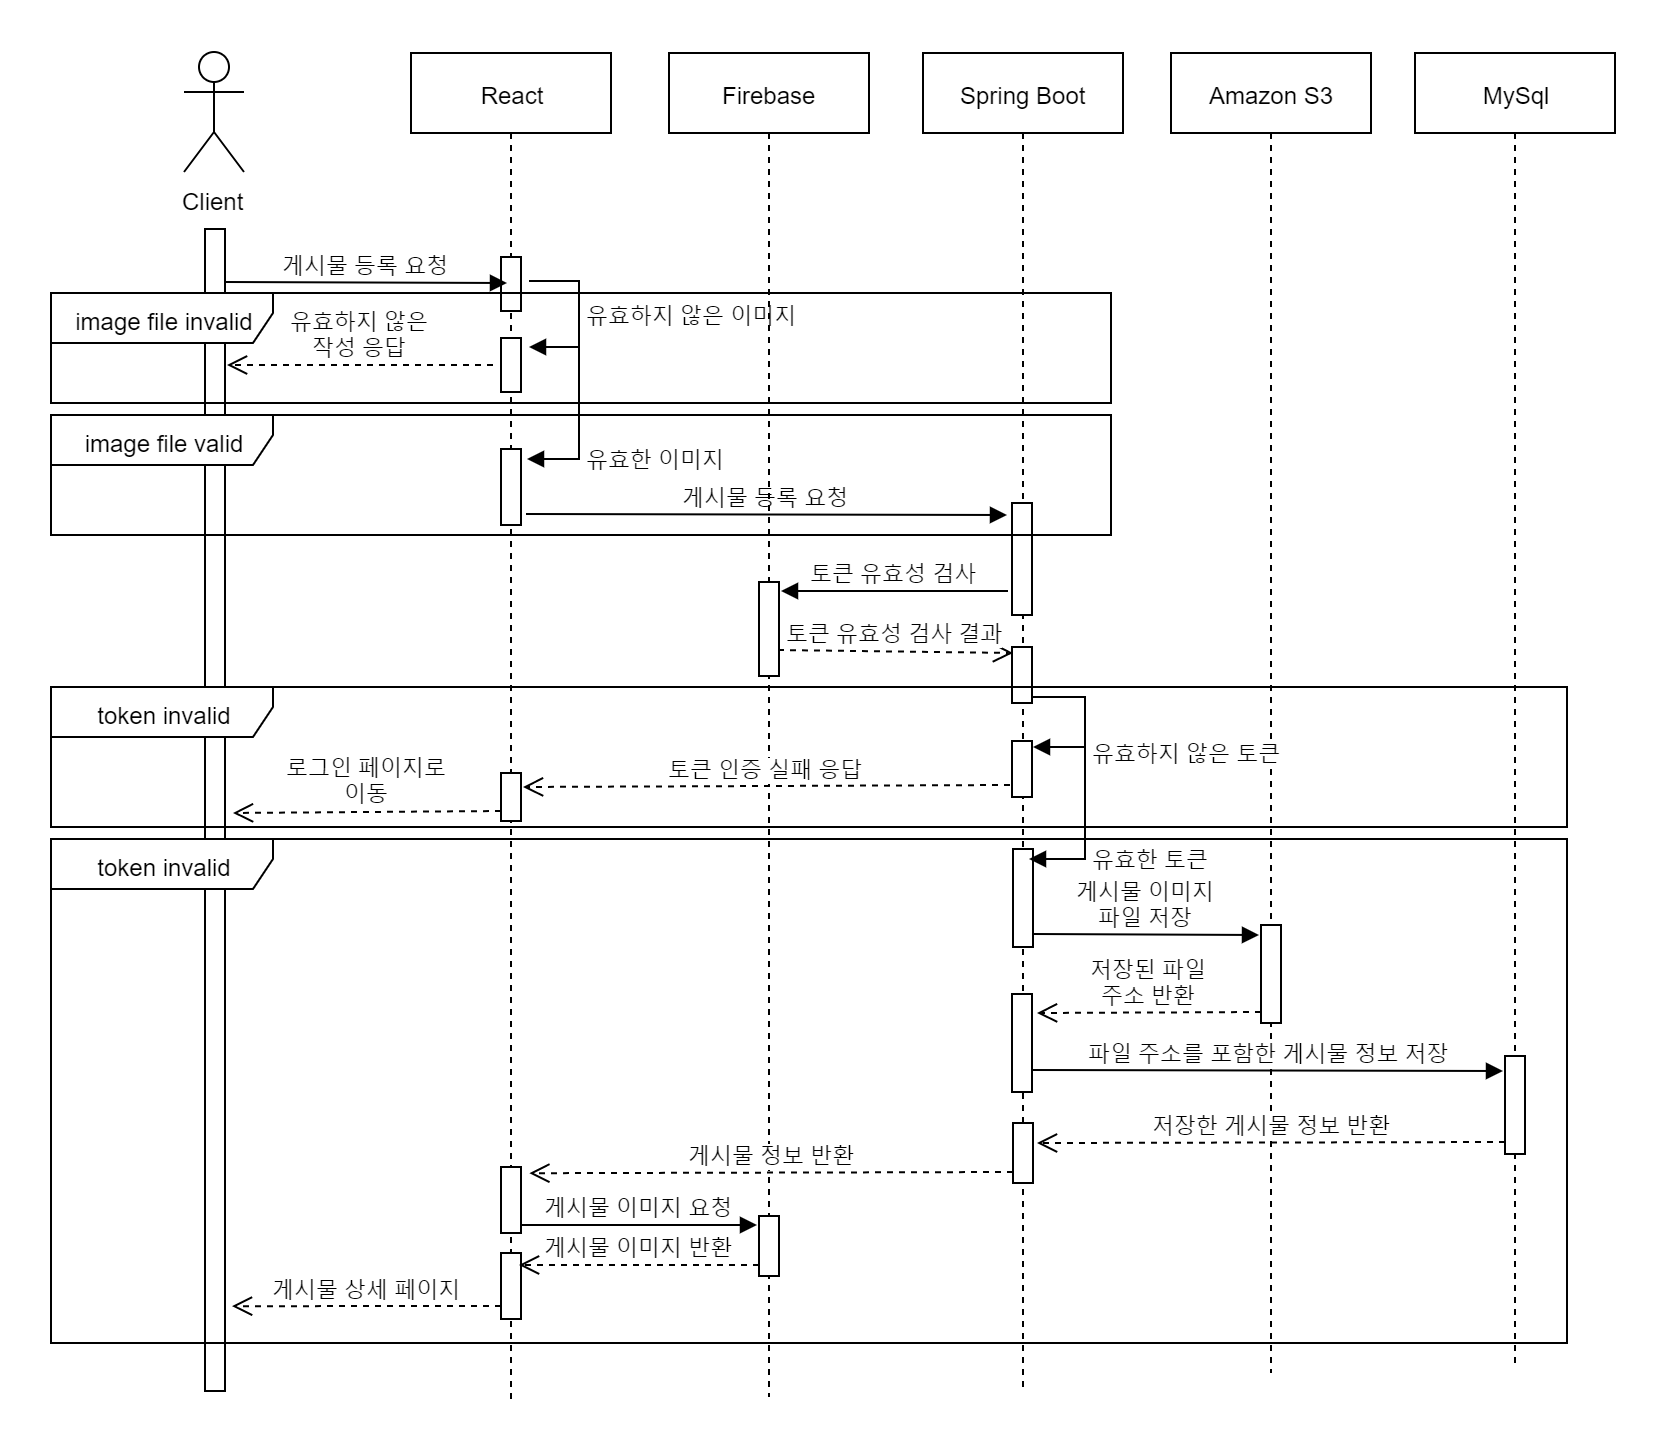 React
Firebase
Spring Boot
Amazon S3
MySql
Client
게시물 등록 요청
image file invalid
유효하지 않은
작성 응답
유효하지 않은 이미지
image file valid
유효한 이미지
게시물 등록 요청
토큰 유효성 검사
토큰 유효성 검사 결과
token invalid
유효하지 않은 토큰
토큰 인증 실패 응답
로그인 페이지로
이동
token invalid
유효한 토큰
게시물 이미지
파일 저장
저장된 파일
주소 반환
파일 주소를 포함한 게시물 정보 저장
저장한 게시물 정보 반환
게시물 정보 반환
게시물 이미지 요청
게시물 이미지 반환
게시물 상세 페이지